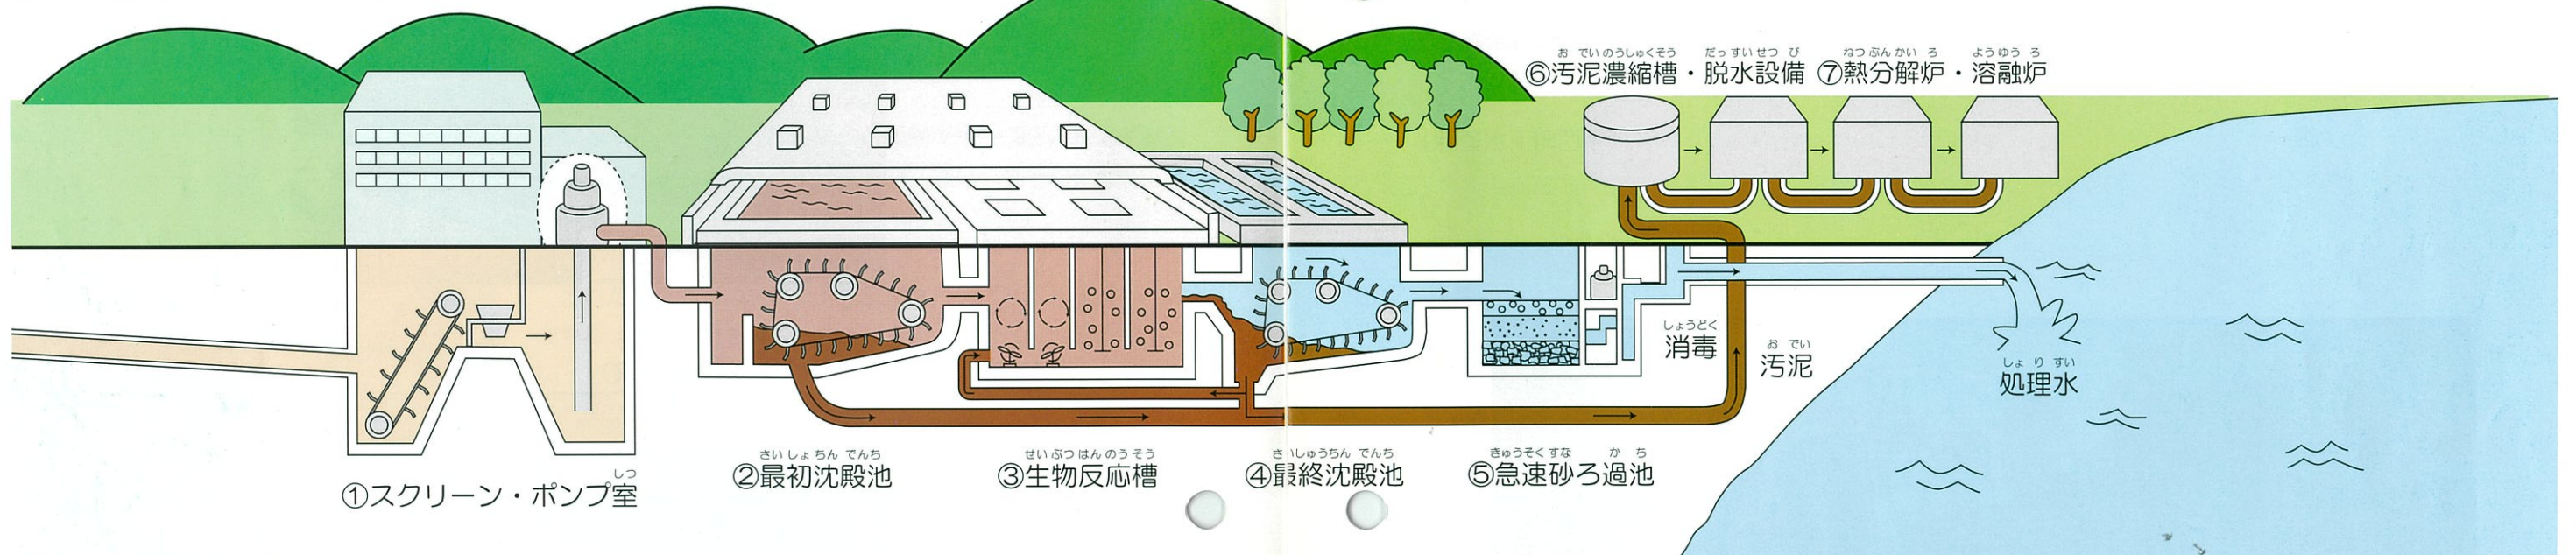 おでいのうしゅくそう だっすいせつび ねつぶんかいろ ようゆうろ
⑥汚泥濃縮槽・脱水設備 ⑦熱分解炉・溶融炉
しょうどく
消毒
おでい
汚泥
しょりすい
処理水
しつ
①スクリーン・ポンプ室
さいしょちんでんち
②最初沈殿池
せいぶつはんのうそう
③生物反応槽
さいしゅうちんでんち
④最終沈殿池
きゅうそくすな かち
⑤急速砂ろ過池